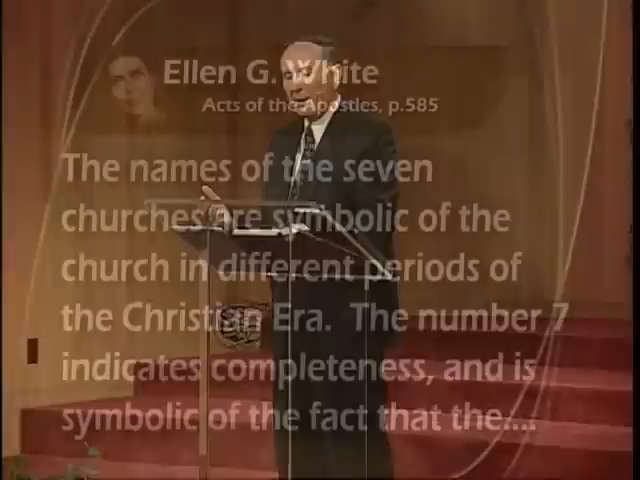 Ellen G. White
Acts of the Apostles, p.585
The names of the seven
churches are symbolic of the
church in different periods of
the Christian Era. The number 7
indicates completeness, and is
symbolic of the fact that the....